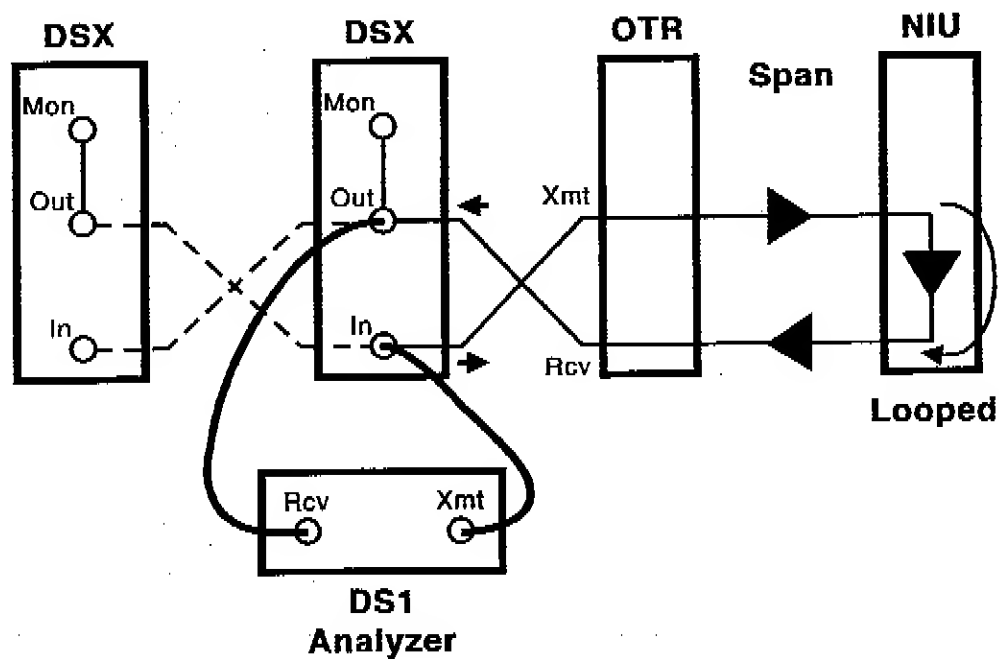 DSX
DSX
OTR
NIU
Span
Mon
Mon
Out
Out
Xmt
In
In
Rcv
Looped
Rcv
Xmt
DS1
Analyzer